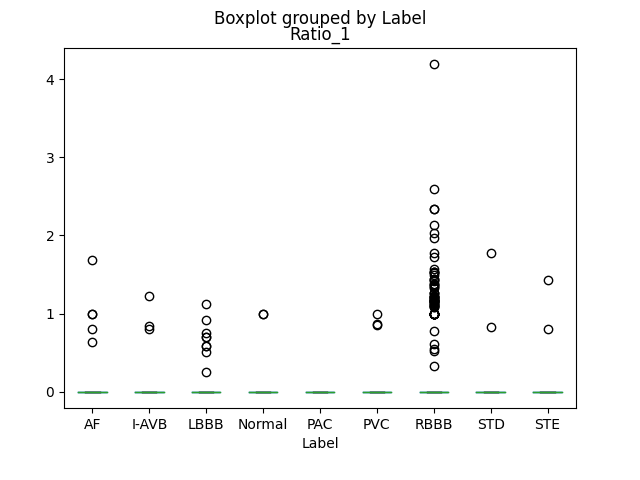 Boxplot grouped by Label
Ratio_1
4
3
2
1
0
AF I-AVB LBBB Normal PAC PVC RBBB STD STE
Label